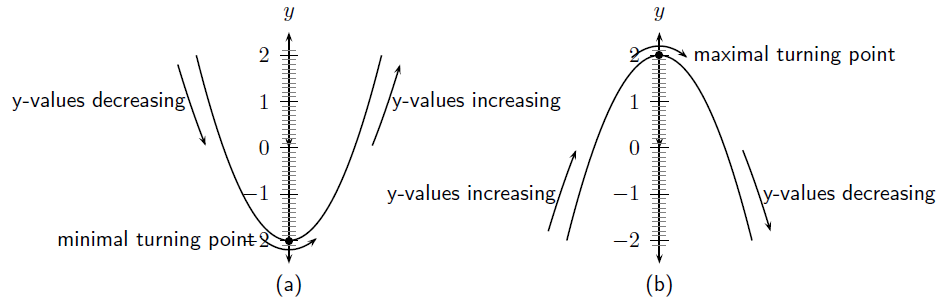 y
y
2
2
maximal turning point
y-values decreasing
1
y-values increasing
1
0
0
−1
y-values increasing
−1
y-values decreasing
minimal turning point
−2
−2
(a)
(b)